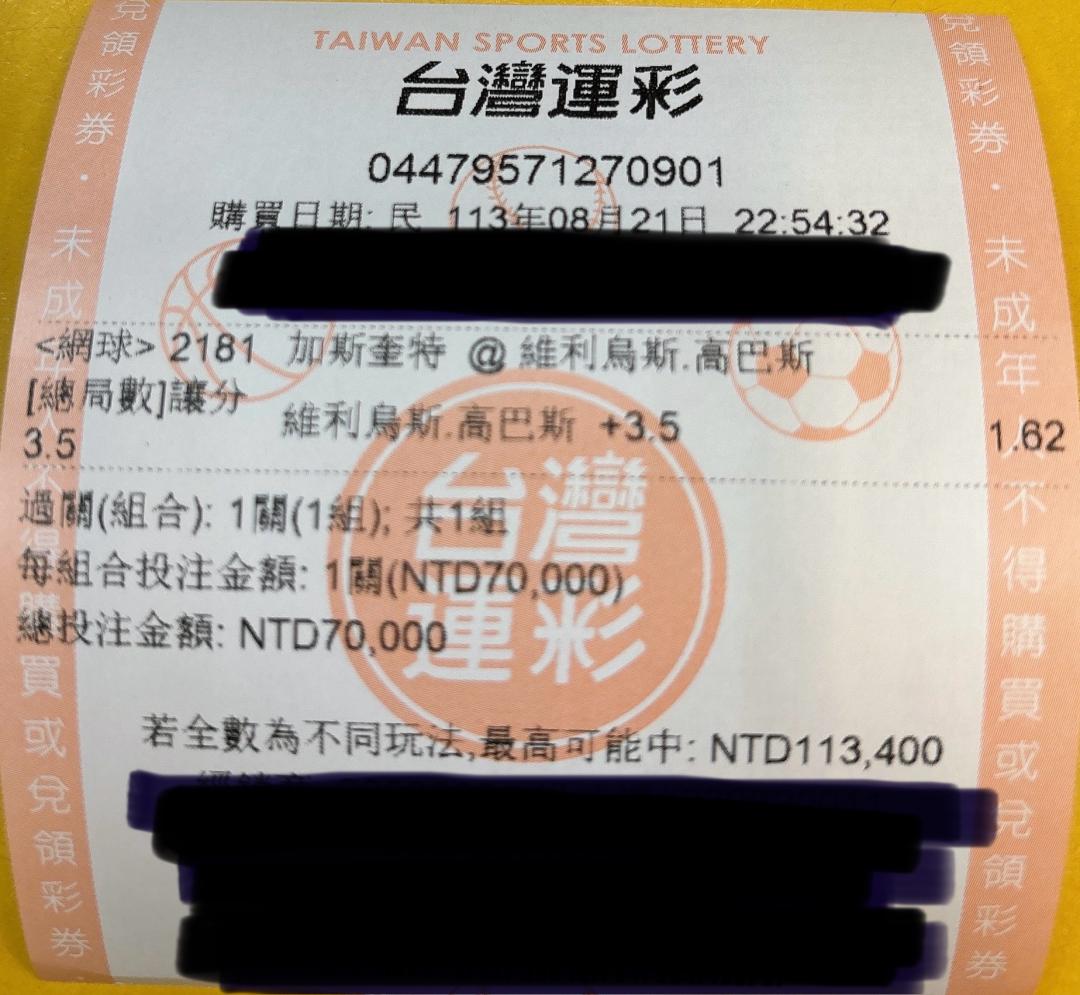 TAIWAN SPORTS LOTTERY
台灣運彩
04479571270901
購買日期: 民 113年08月21日 22:54:32
<網球> 2181 加斯奎特 @ 維利烏斯.高巴斯
[總局數]讓分
3.5 維利烏斯.高巴斯 +3.5 1.62
過關(組合): 1關(1組); 共1組
每組合投注金額: 1關(NTD70,000)
總投注金額: NTD70,000
若全數為不同玩法,最高可能中: NTD113,400
台灣
運彩
兌領彩券・未成年人不得購買或兌領彩券・
兌領彩券・未成年人不得購買或兌領彩券